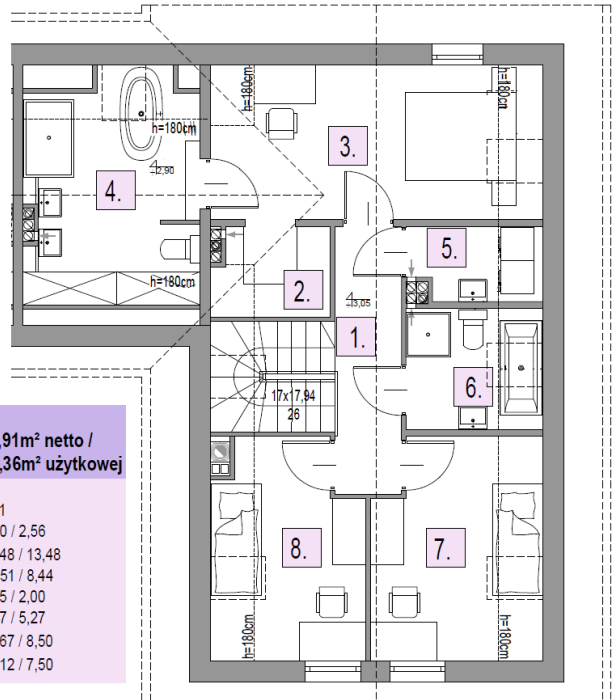 h=180cm
h=180cm
h=180cm
3.
2,90
4.
5.
h=180cm
2.
3,05
1.
17x17,94
26
6.
,91m² netto /
,36m² użytkowej
1
0 / 2,56
48 / 13,48
51 / 8,44
5 / 2,00
7 / 5,27
67 / 8,50
12 / 7,50
8.
7.
h=180cm
h=180cm